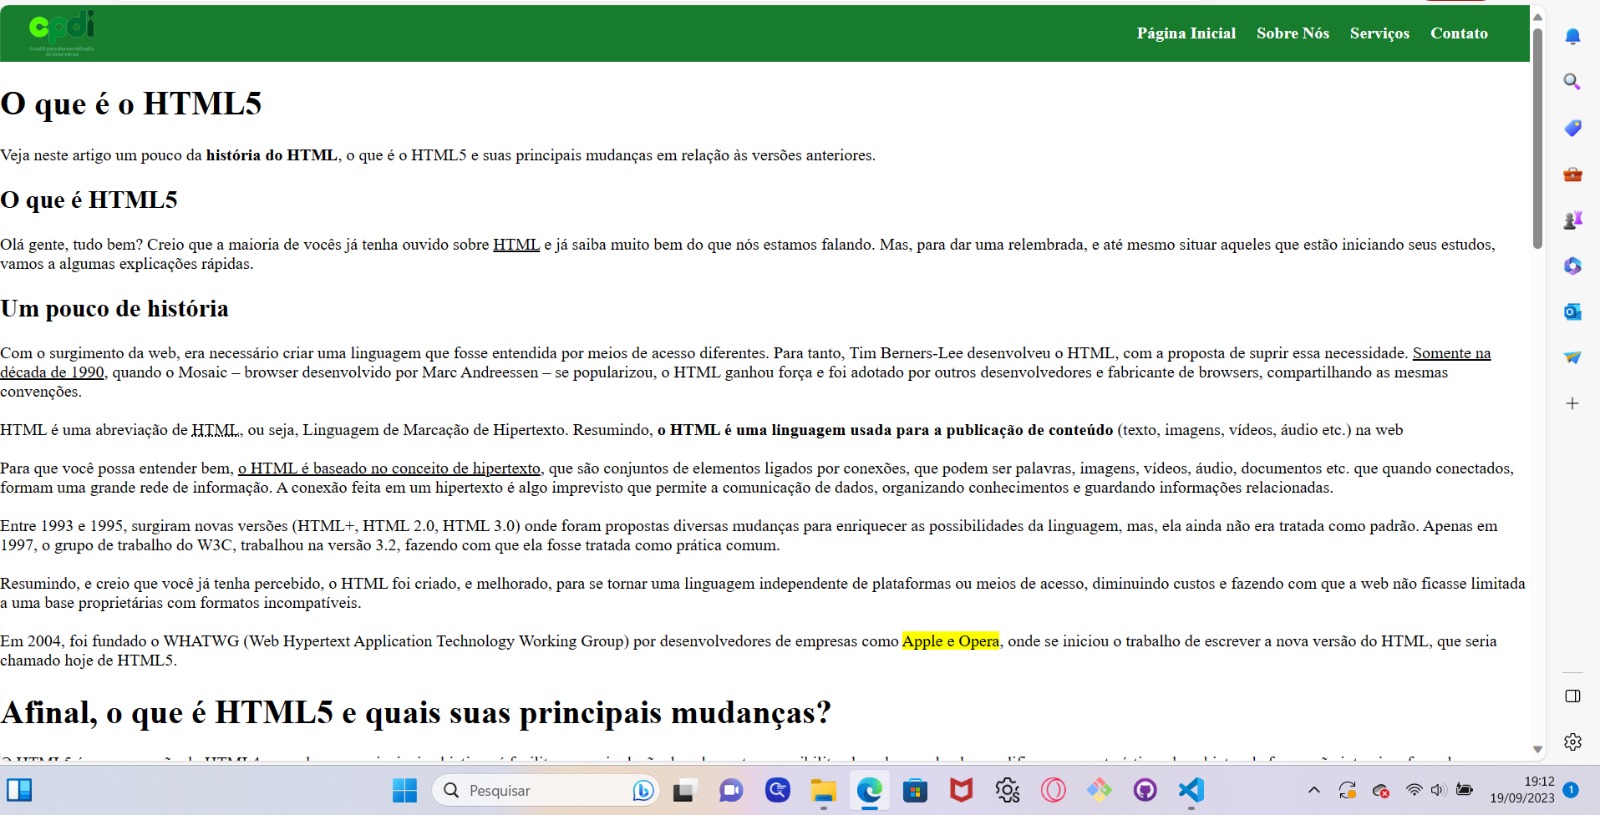 cpdi
Página Inicial Sobre Nós Serviços Contato
O que é o HTML5
Veja neste artigo um pouco da história do HTML, o que é o HTML5 e suas principais mudanças em relação às versões anteriores.
O que é HTML5
Olá gente, tudo bem? Creio que a maioria de vocês já tenha ouvido sobre HTML e já saiba muito bem do que nós estamos falando. Mas, para dar uma relembrada, e até mesmo situar aqueles que estão iniciando seus estudos,
vamos a algumas explicações rápidas.
Um pouco de história
Com o surgimento da web, era necessário criar uma linguagem que fosse entendida por meios de acesso diferentes. Para tanto, Tim Berners-Lee desenvolveu o HTML, com a proposta de suprir essa necessidade. Somente na
década de 1990, quando o Mosaic – browser desenvolvido por Marc Andreessen – se popularizou, o HTML ganhou força e foi adotado por outros desenvolvedores e fabricante de browsers, compartilhando as mesmas
convenções.
HTML é uma abreviação de HTML, ou seja, Linguagem de Marcação de Hipertexto. Resumindo, o HTML é uma linguagem usada para a publicação de conteúdo (texto, imagens, vídeos, áudio etc.) na web
Para que você possa entender bem, o HTML é baseado no conceito de hipertexto, que são conjuntos de elementos ligados por conexões, que podem ser palavras, imagens, vídeos, áudio, documentos etc. que quando conectados,
formam uma grande rede de informação. A conexão feita em um hipertexto é algo imprevisto que permite a comunicação de dados, organizando conhecimentos e guardando informações relacionadas.
Entre 1993 e 1995, surgiram novas versões (HTML+, HTML 2.0, HTML 3.0) onde foram propostas diversas mudanças para enriquecer as possibilidades da linguagem, mas, ela ainda não era tratada como padrão. Apenas em
1997, o grupo de trabalho do W3C, trabalhou na versão 3.2, fazendo com que ela fosse tratada como prática comum.
Resumindo, e creio que você já tenha percebido, o HTML foi criado, e melhorado, para se tornar uma linguagem independente de plataformas ou meios de acesso, diminuindo custos e fazendo com que a web não ficasse limitada
a uma base proprietárias com formatos incompatíveis.
Em 2004, foi fundado o WHATWG (Web Hypertext Application Technology Working Group) por desenvolvedores de empresas como Apple e Opera, onde se iniciou o trabalho de escrever a nova versão do HTML, que seria
chamado hoje de HTML5.
Afinal, o que é HTML5 e quais suas principais mudanças?
Pesquisar
19:12
19/09/2023
1